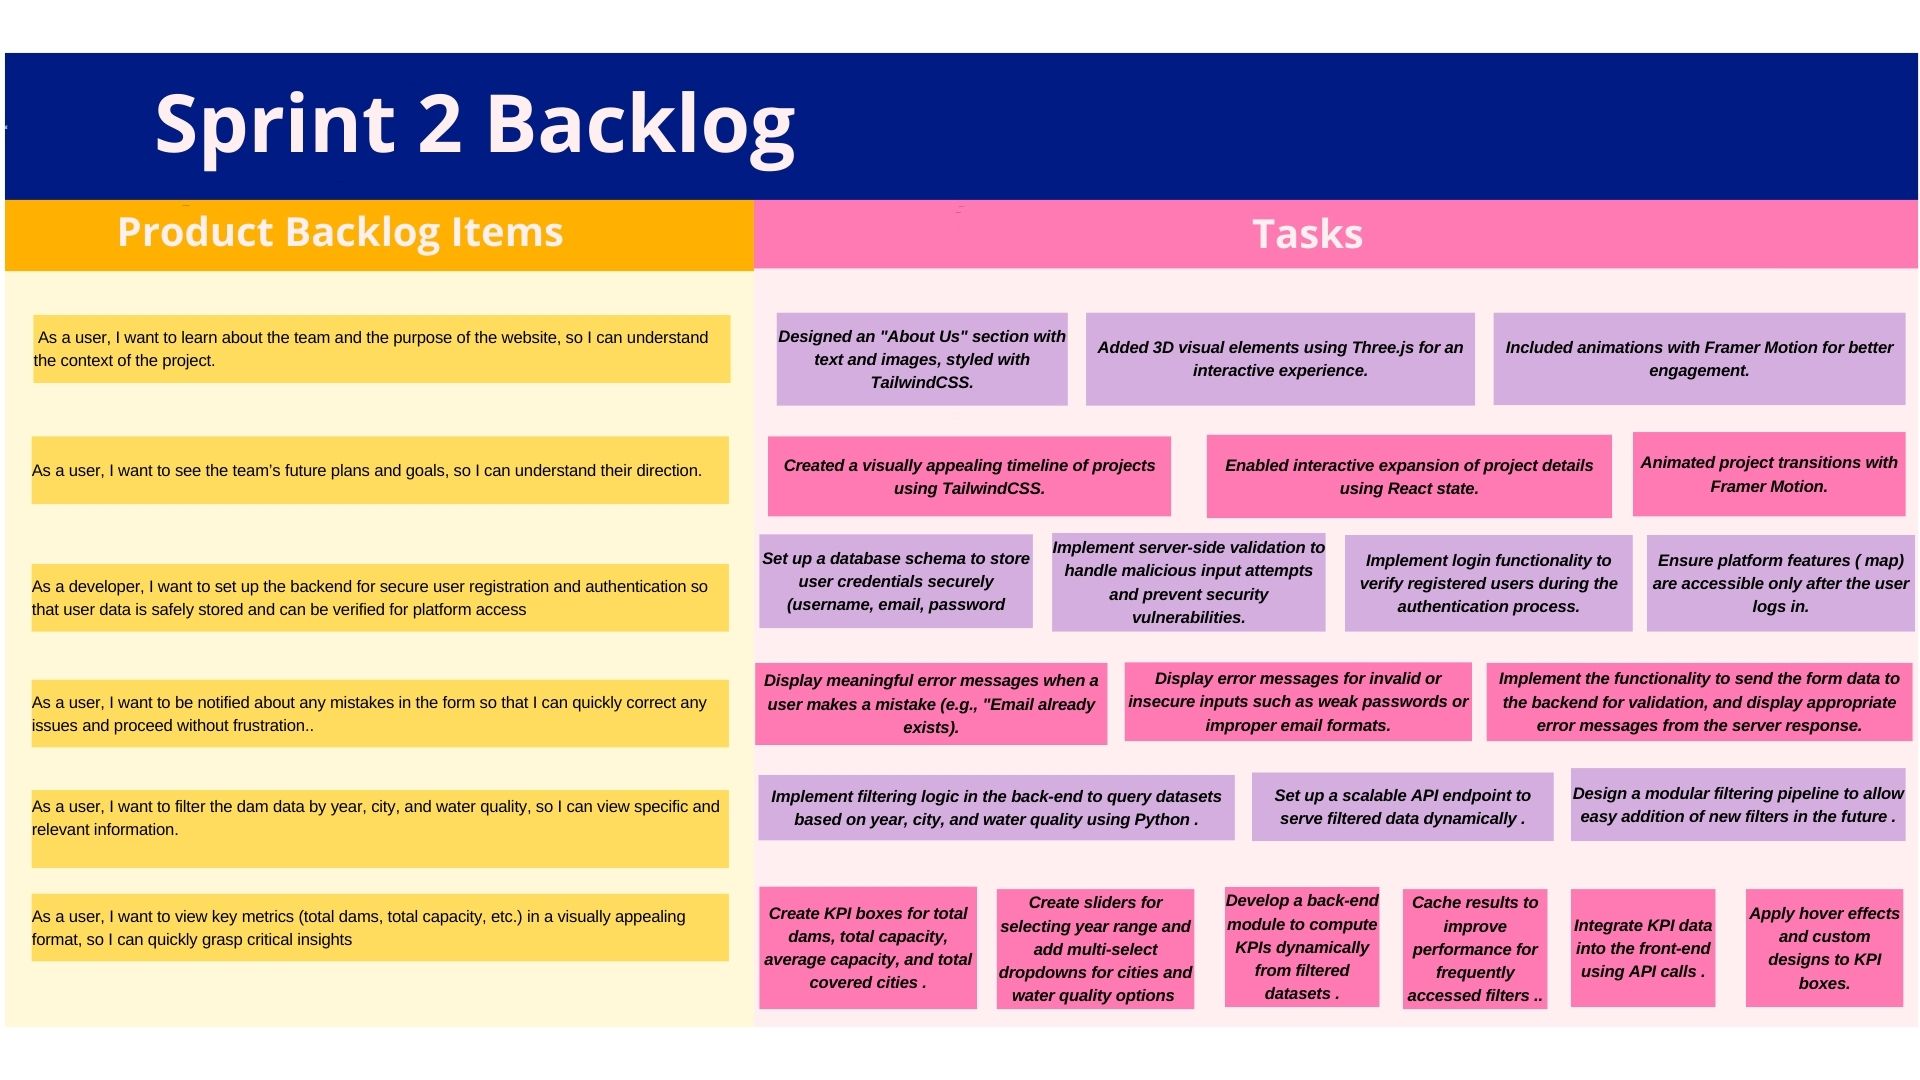 Sprint 2 Backlog
Product Backlog Items
Tasks
As a user, I want to learn about the team and the purpose of the website, so I can understand
the context of the project.
Designed an "About Us" section with
text and images, styled with
TailwindCSS.
Added 3D visual elements using Three.js for an
interactive experience.
Included animations with Framer Motion for better
engagement.
As a user, I want to see the team’s future plans and goals, so I can understand their direction.
Created a visually appealing timeline of projects
using TailwindCSS.
Enabled interactive expansion of project details
using React state.
Animated project transitions with
Framer Motion.
As a developer, I want to set up the backend for secure user registration and authentication so
that user data is safely stored and can be verified for platform access
Set up a database schema to store
user credentials securely
(username, email, password
Implement server-side validation to
handle malicious input attempts
and prevent security
vulnerabilities.
Implement login functionality to
verify registered users during the
authentication process.
Ensure platform features ( map)
are accessible only after the user
logs in.
As a user, I want to be notified about any mistakes in the form so that I can quickly correct any
issues and proceed without frustration..
Display meaningful error messages when a
user makes a mistake (e.g., "Email already
exists).
Display error messages for invalid or
insecure inputs such as weak passwords or
improper email formats.
Implement the functionality to send the form data to
the backend for validation, and display appropriate
error messages from the server response.
As a user, I want to filter the dam data by year, city, and water quality, so I can view specific and
relevant information.
Implement filtering logic in the back-end to query datasets
based on year, city, and water quality using Python .
Set up a scalable API endpoint to
serve filtered data dynamically .
Design a modular filtering pipeline to allow
easy addition of new filters in the future .
As a user, I want to view key metrics (total dams, total capacity, etc.) in a visually appealing
format, so I can quickly grasp critical insights
Create KPI boxes for total
dams, total capacity,
average capacity, and total
covered cities .
Create sliders for
selecting year range and
add multi-select
dropdowns for cities and
water quality options
Develop a back-end
module to compute
KPIs dynamically
from filtered
datasets .
Cache results to
improve
performance for
frequently
accessed filters ..
Integrate KPI data
into the front-end
using API calls .
Apply hover effects
and custom
designs to KPI
boxes.